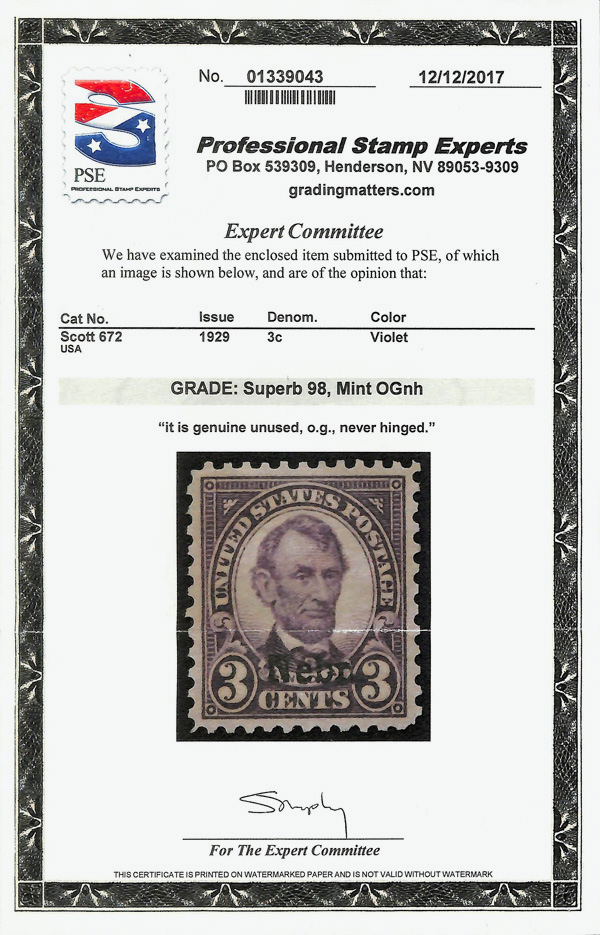 No. 01339043 12/12/2017
PSE
PROFESSIONAL STAMP EXPERTS
Professional Stamp Experts
PO Box 539309, Henderson, NV 89053-9309
gradingmatters.com
Expert Committee
We have examined the enclosed item submitted to PSE, of which
an image is shown below, and are of the opinion that:
Cat No. Issue Denom. Color
Scott 672 1929 3c Violet
USA
GRADE: Superb 98, Mint OGnh
“it is genuine unused, o.g., never hinged.”
UNITED STATES POSTAGE
Nebr.
3 CENTS 3
For The Expert Committee
THIS CERTIFICATE IS PRINTED ON WATERMARKED PAPER AND IS NOT VALID WITHOUT WATERMARK